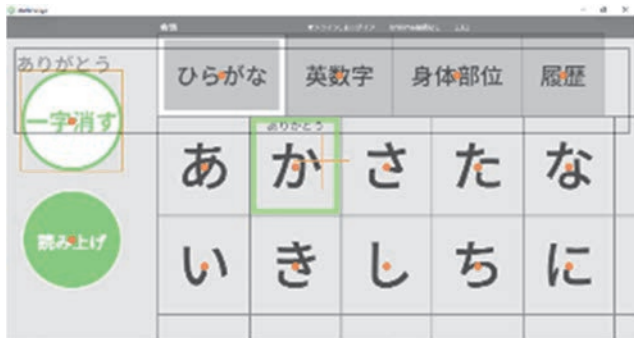 ありがとう
一字消す
読み上げ
ひらがな 英数字 身体部位 履歴
ありがとう
あ か さ た な
い き し ち に